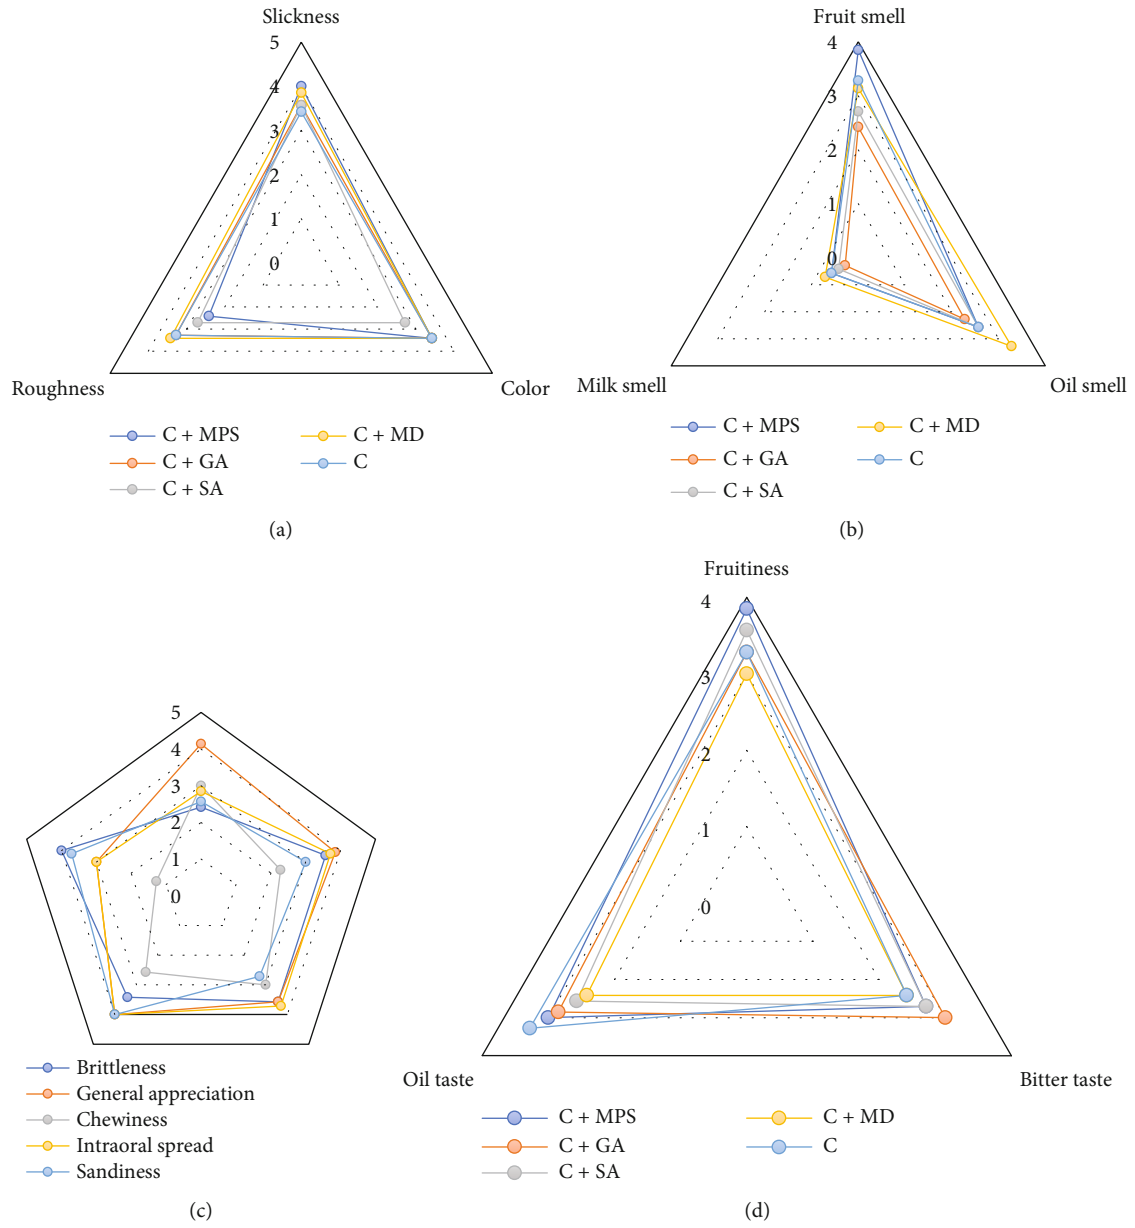 Slickness
5
4
3
2
1
0
Roughness
Color
C + MPS
C + MD
C + GA
C
C + SA
(a)
Fruit smell
4
3
2
1
0
Milk smell
Oil smell
C + MPS
C + MD
C + GA
C
C + SA
(b)
5
4
3
2
1
0
Brittleness
General appreciation
Chewiness
Intraoral spread
Sandiness
(c)
Fruitiness
4
3
2
1
0
Oil taste
Bitter taste
C + MPS
C + MD
C + GA
C
C + SA
(d)